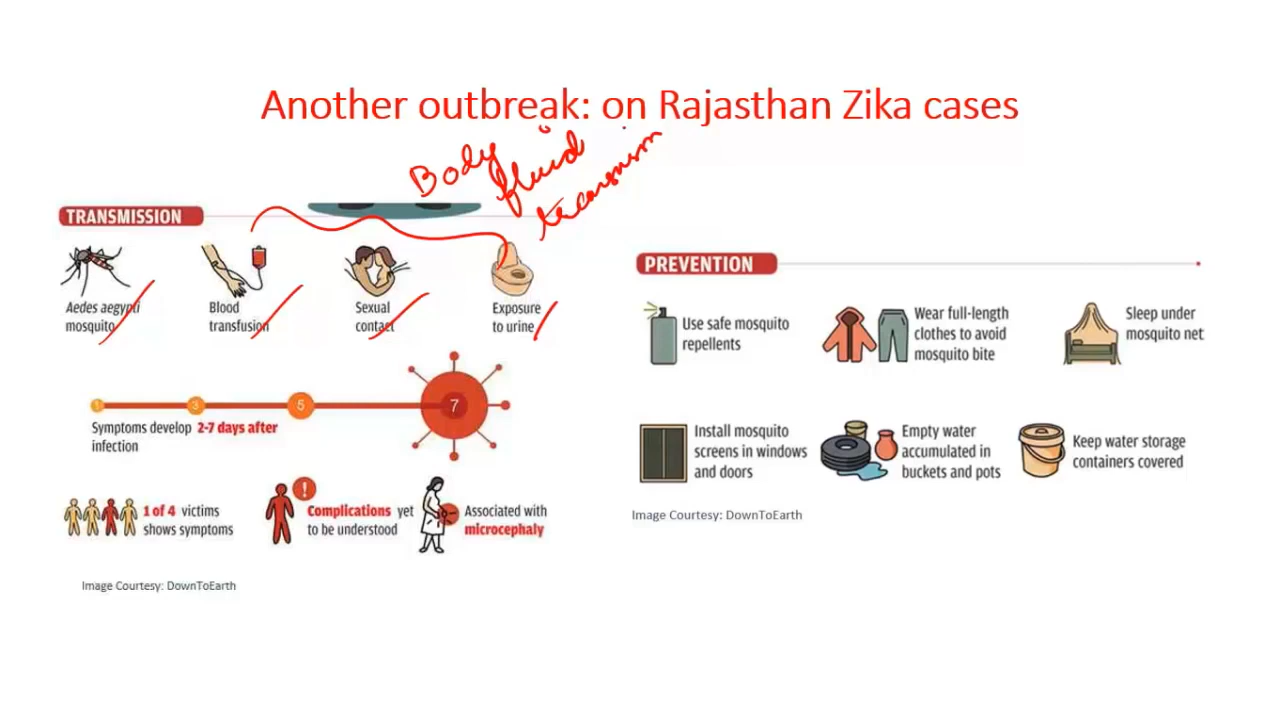 Another outbreak: on Rajasthan Zika cases
Body
fluid
TRANSMISSION
Aedes aegypti
mosquito
Blood
transfusion
Sexual
contact
Exposure
to urine
1
3
5
7
Symptoms develop 2-7 days after
infection
1 of 4 victims
shows symptoms
Complications yet
to be understood
Associated with
microcephaly
Image Courtesy: DownToEarth
PREVENTION
Use safe mosquito
repellents
Wear full-length
clothes to avoid
mosquito bite
Sleep under
mosquito net
Install mosquito
screens in windows
and doors
Empty water
accumulated in
buckets and pots
Keep water storage
containers covered
Image Courtesy: DownToEarth